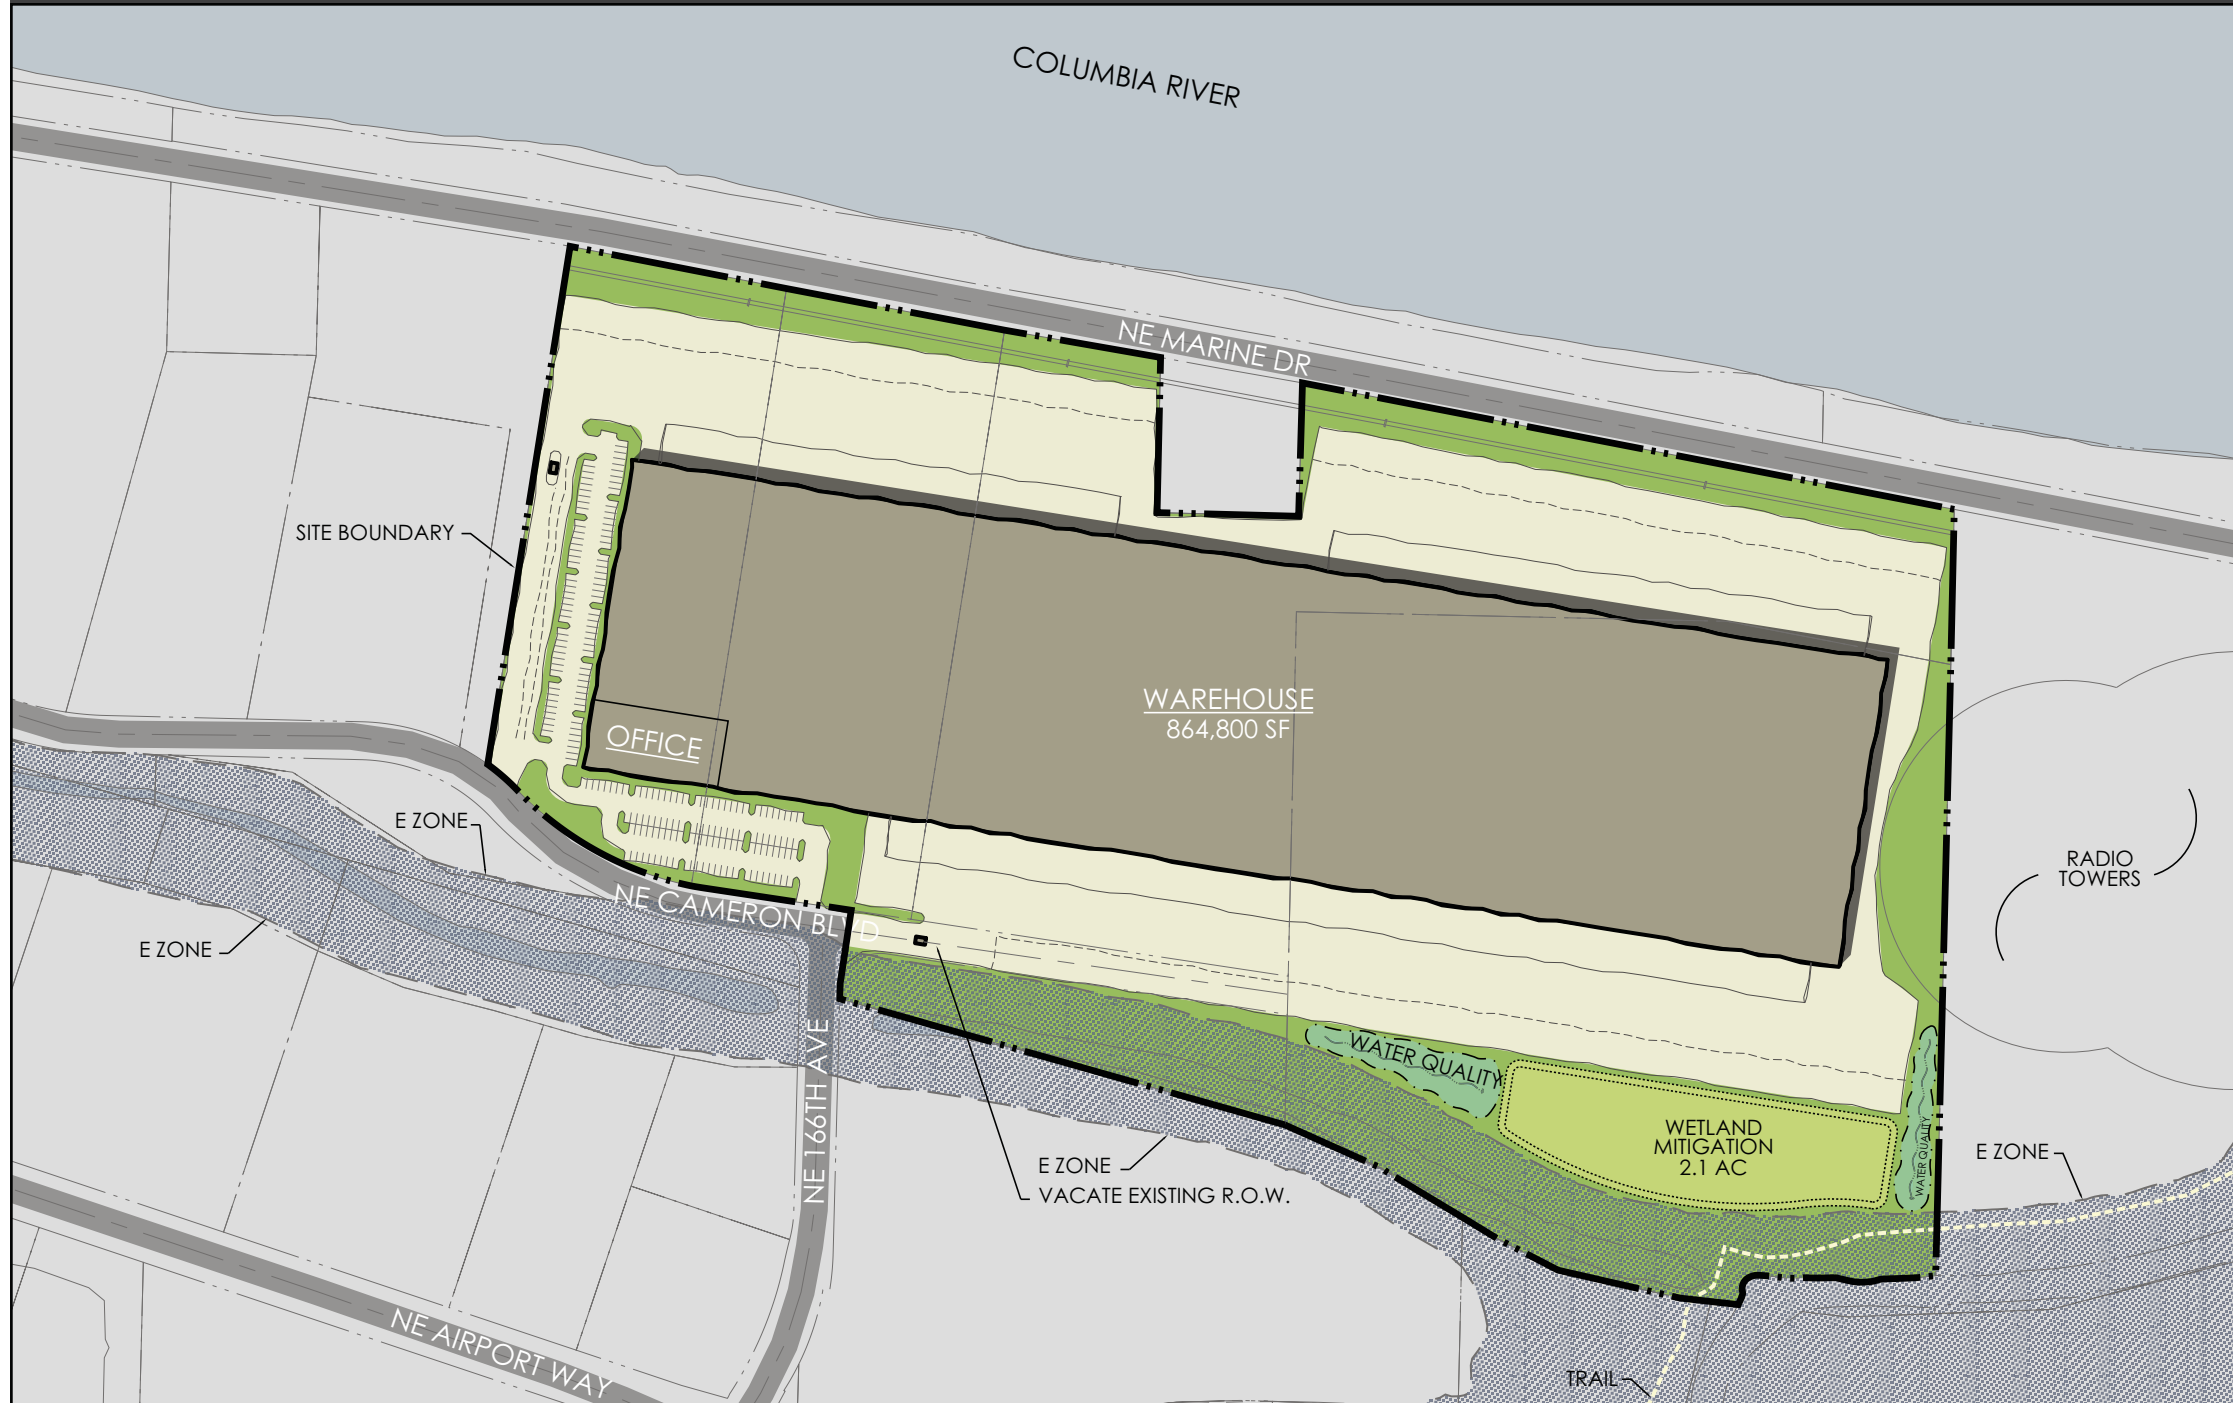 COLUMBIA RIVER
NE MARINE DR
SITE BOUNDARY
WAREHOUSE
864,800 SF
OFFICE
E ZONE
RADIO
TOWERS
NE CAMERON BLVD
E ZONE
WATER QUALITY
NE 166TH AVE
WETLAND
MITIGATION
2.1 AC
WATER QUALITY
E ZONE
E ZONE
VACATE EXISTING R.O.W.
NE AIRPORT WAY
TRAIL